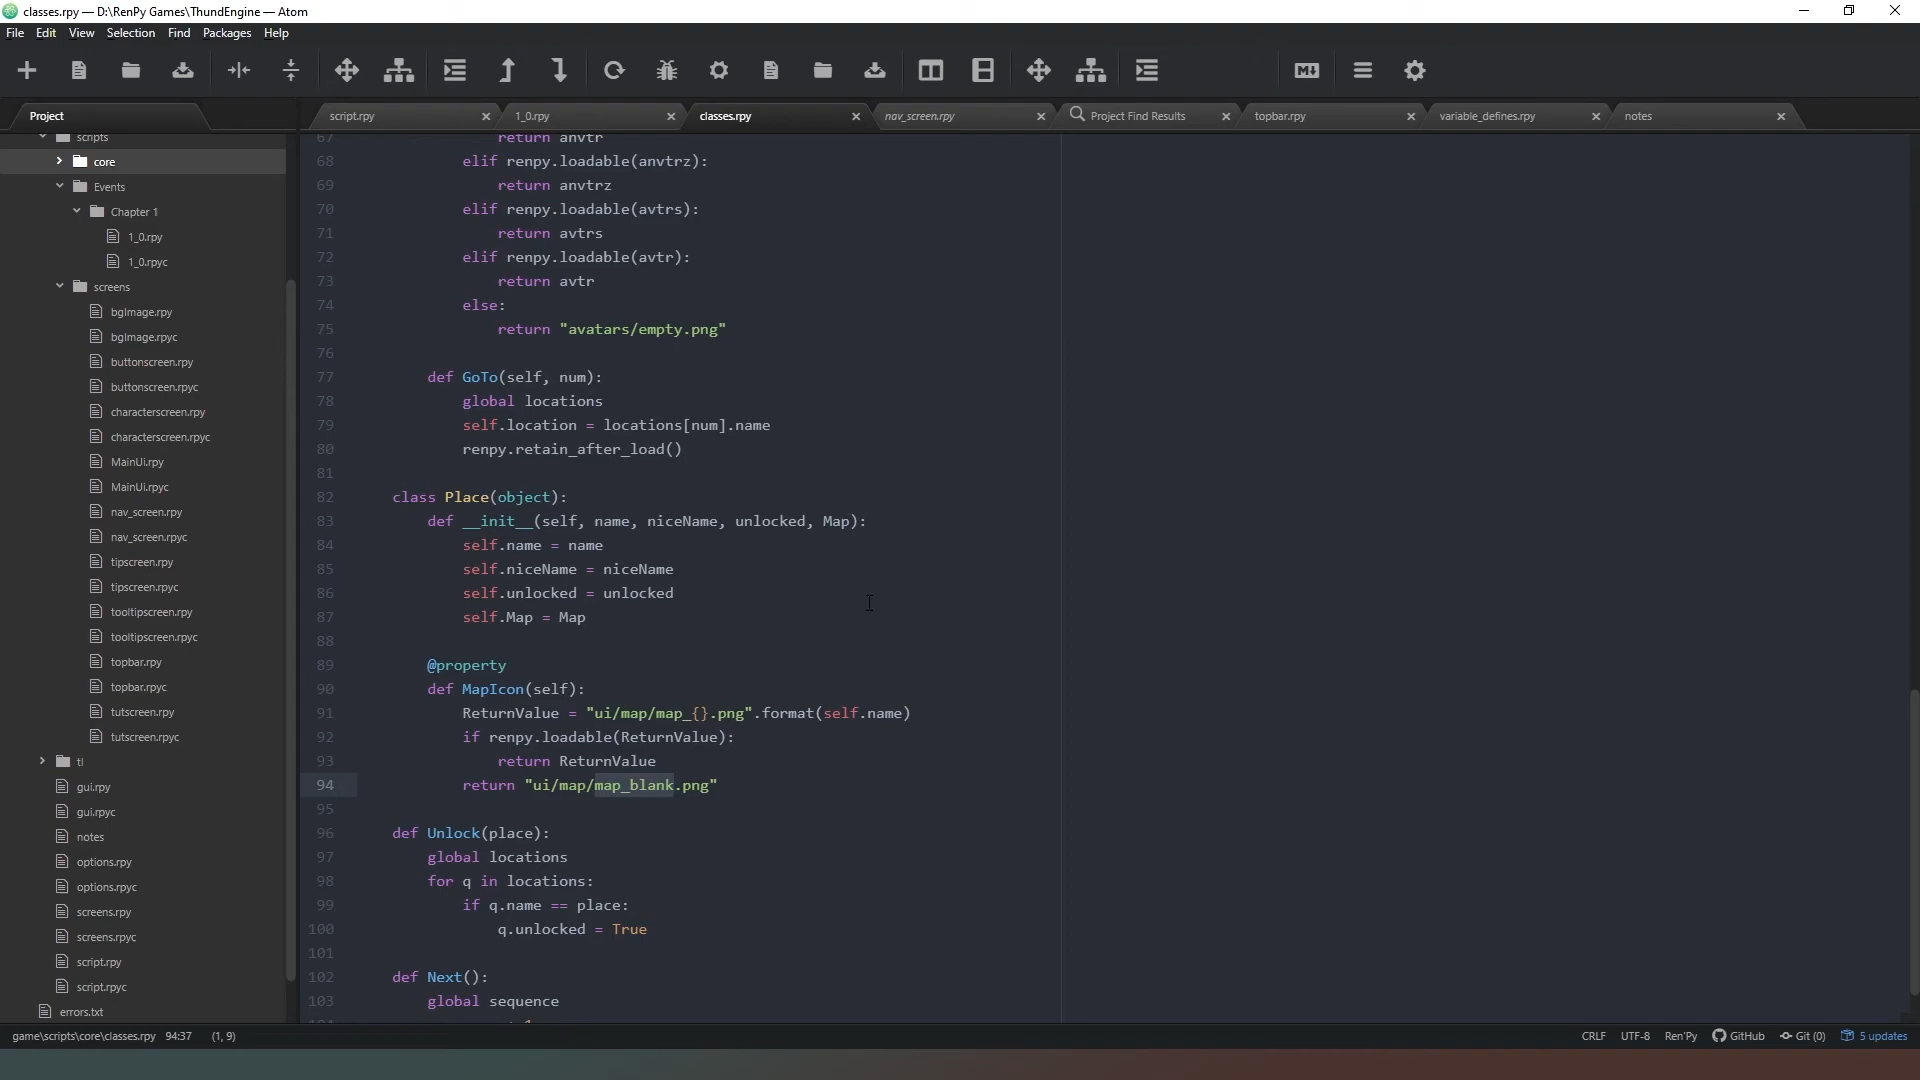 classes.rpy — D:\RenPy Games\ThundEngine — Atom
File Edit View Selection Find Packages Help
Project
script.rpy
1_0.rpy
classes.rpy
nav_screen.rpy
Project Find Results
topbar.rpy
variable_defines.rpy
notes
scripts
core
Events
Chapter 1
1_0.rpy
1_0.rpyc
screens
bgImage.rpy
bgImage.rpyc
buttonscreen.rpy
buttonscreen.rpyc
characterscreen.rpy
characterscreen.rpyc
MainUi.rpy
MainUi.rpyc
nav_screen.rpy
nav_screen.rpyc
tipscreen.rpy
tipscreen.rpyc
tooltipscreen.rpy
tooltipscreen.rpyc
topbar.rpy
topbar.rpyc
tutscreen.rpy
tutscreen.rpyc
tl
gui.rpy
gui.rpyc
notes
options.rpy
options.rpyc
screens.rpy
screens.rpyc
script.rpy
script.rpyc
errors.txt
67 return anvtr
68 elif renpy.loadable(anvtrz):
69 return anvtrz
70 elif renpy.loadable(avtrs):
71 return avtrs
72 elif renpy.loadable(avtr):
73 return avtr
74 else:
75 return "avatars/empty.png"
76
77 def GoTo(self, num):
78 global locations
79 self.location = locations[num].name
80 renpy.retain_after_load()
81
82 class Place(object):
83 def __init__(self, name, niceName, unlocked, Map):
84 self.name = name
85 self.niceName = niceName
86 self.unlocked = unlocked
87 self.Map = Map
88
89 @property
90 def MapIcon(self):
91 ReturnValue = "ui/map/map_{}.png".format(self.name)
92 if renpy.loadable(ReturnValue):
93 return ReturnValue
94 return "ui/map/map_blank.png"
95
96 def Unlock(place):
97 global locations
98 for q in locations:
99 if q.name == place:
100 q.unlocked = True
101
102 def Next():
103 global sequence
game\scripts\core\classes.rpy 94:37 (1, 9)
CRLF UTF-8 Ren'Py GitHub Git (0) 5 updates